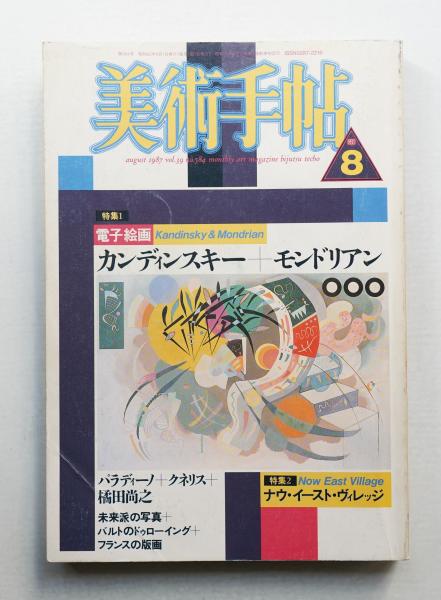 美術手帖
august 1987 vol.39 no.584 monthly art magazine bijutsu techo
8
特集1
電子絵画 Kandinsky & Mondrian
カンディンスキー+モンドリアン
パラディーノ+クネリス+
橘田尚之
未来派の写真+
バルトのドゥローイング+
フランスの版画
特集2 Now East Village
ナウ・イースト・ヴィレッジ